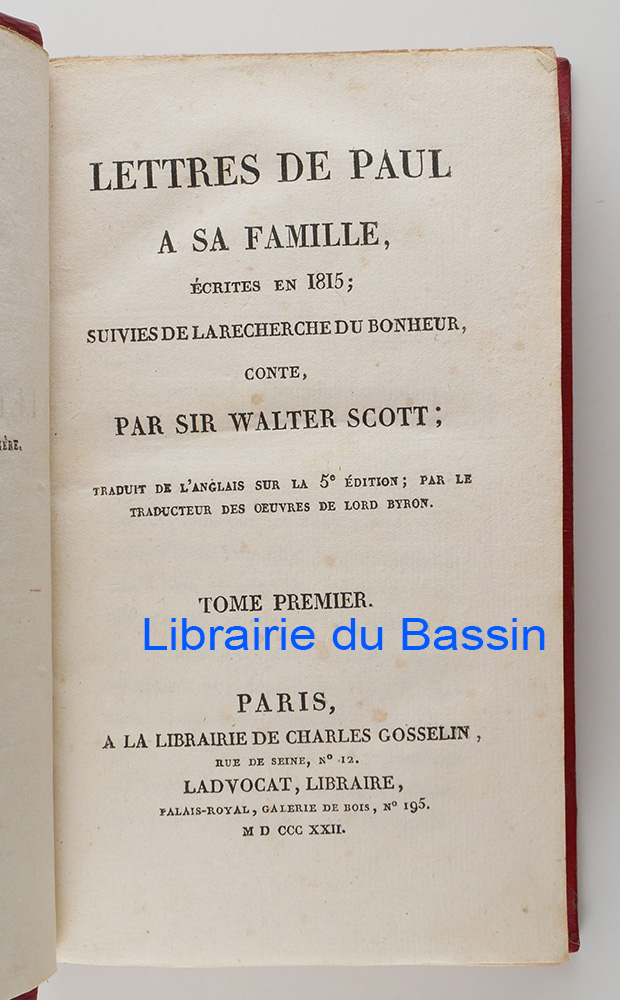 LETTRES DE PAUL
A SA FAMILLE,
ÉCRITES EN 1815;
SUIVIES DE LA RECHERCHE DU BONHEUR,
CONTE,
PAR SIR WALTER SCOTT;
TRADUIT DE L'ANGLAIS SUR LA 5e ÉDITION; PAR LE
TRADUCTEUR DES OEUVRES DE LORD BYRON.
TOME PREMIER.
Librairie du Bassin
PARIS,
A LA LIBRAIRIE DE CHARLES GOSSELIN,
RUE DE SEINE, No 12.
LADVOCAT, LIBRAIRE,
PALAIS-ROYAL, GALERIE DE BOIS, No 195.
M D CCC XXII.